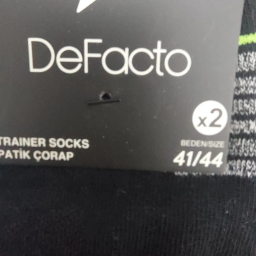 DeFacto
x2
TRAINER SOCKS
PATİK ÇORAP
BEDEN/SIZE
41/44